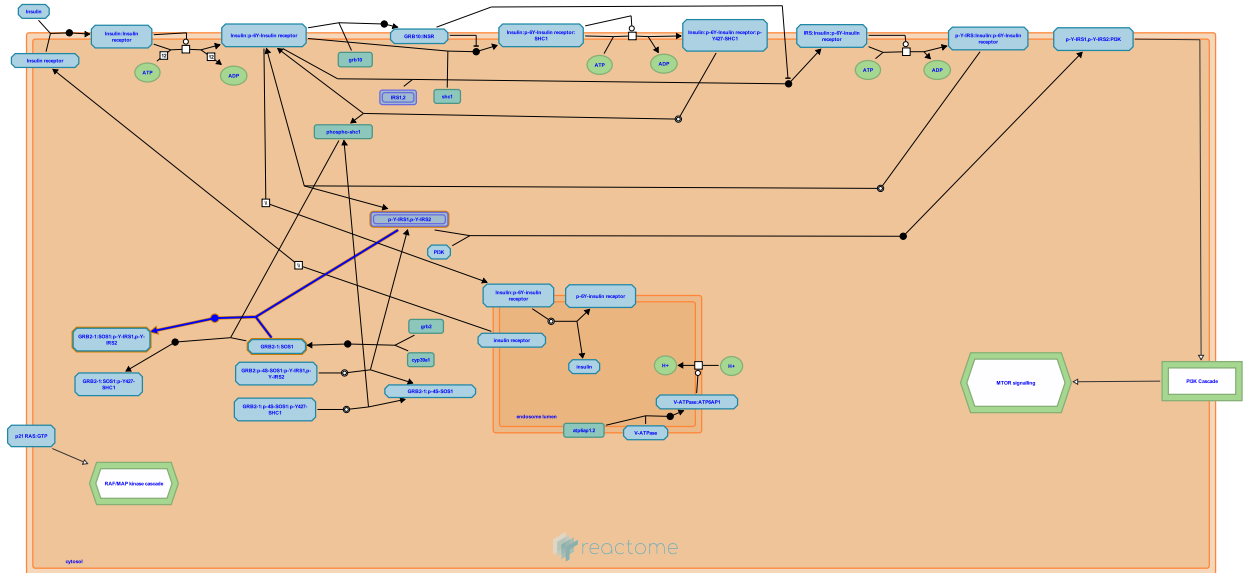 Insulin
Insulin:Insulin
receptor
Insulin receptor
12
12
ATP
ADP
Insulin:p-6Y-Insulin receptor
grb10
GRB10:INSR
IRS1,2
shc1
Insulin:p-6Y-Insulin receptor:
SHC1
ATP
ADP
Insulin:p-6Y-Insulin receptor:p-
Y427-SHC1
IRS:Insulin:p-6Y-Insulin
receptor
ATP
ADP
p-Y-IRS:Insulin:p-6Y-Insulin
receptor
p-Y-IRS1,p-Y-IRS2:PI3K
phospho-shc1
p-Y-IRS1,p-Y-IRS2
PI3K
Insulin:p-6Y-insulin
receptor
p-6Y-insulin receptor
insulin receptor
insulin
GRB2-1:SOS1:p-Y-IRS1,p-Y-
IRS2
GRB2-1:SOS1
grb2
cyp39a1
GRB2-1:SOS1:p-Y427-
SHC1
GRB2:p-4S-SOS1:p-Y-IRS1,p-
Y-IRS2
GRB2-1:p-4S-SOS1
GRB2-1:p-4S-SOS1:p-Y427-
SHC1
H+
H+
V-ATPase:ATP6AP1
endosome lumen
atp6ap1,2
V-ATPase
MTOR signalling
PI3K Cascade
p21 RAS:GTP
RAF/MAP kinase cascade
reactome
cytosol